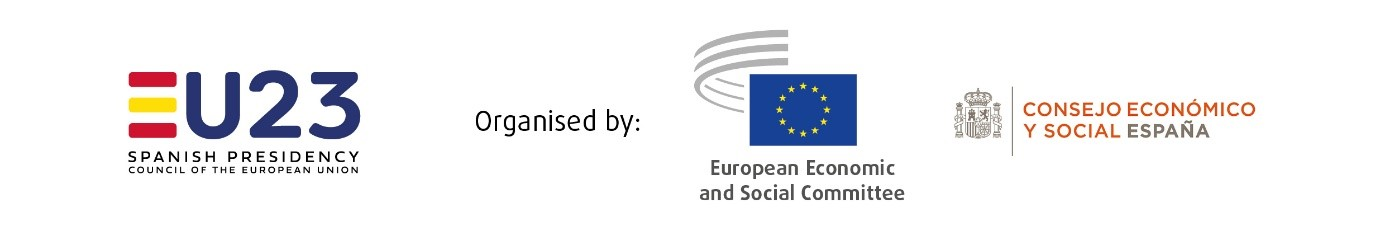 EU23
SPANISH PRESIDENCY
COUNCIL OF THE EUROPEAN UNION
Organised by:
European Economic
and Social Committee
CONSEJO ECONÓMICO
Y SOCIAL ESPAÑA